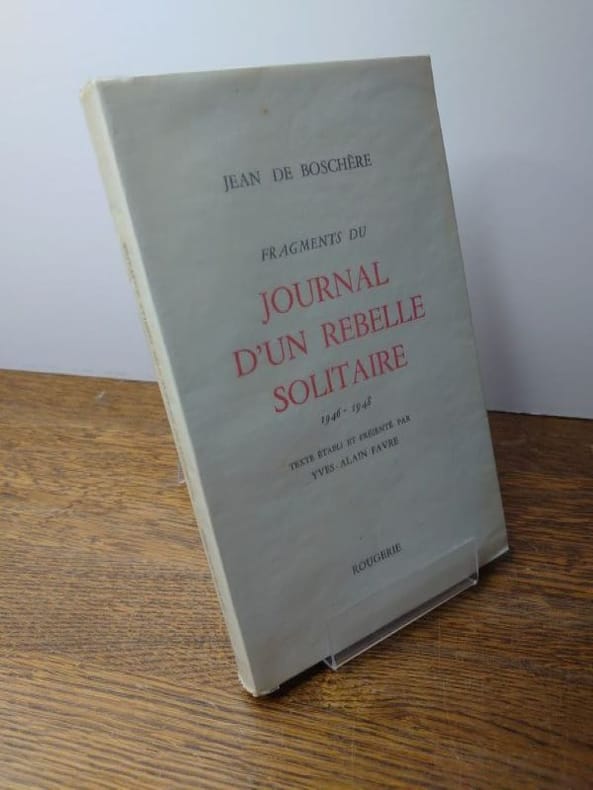 JEAN DE BOSCHÈRE
FRAGMENTS DU
JOURNAL
D'UN REBELLE
SOLITAIRE
1946 - 1948
TEXTE ÉTABLI ET PRÉSENTÉ PAR
YVES-ALAIN FAVRE
ROUGERIE